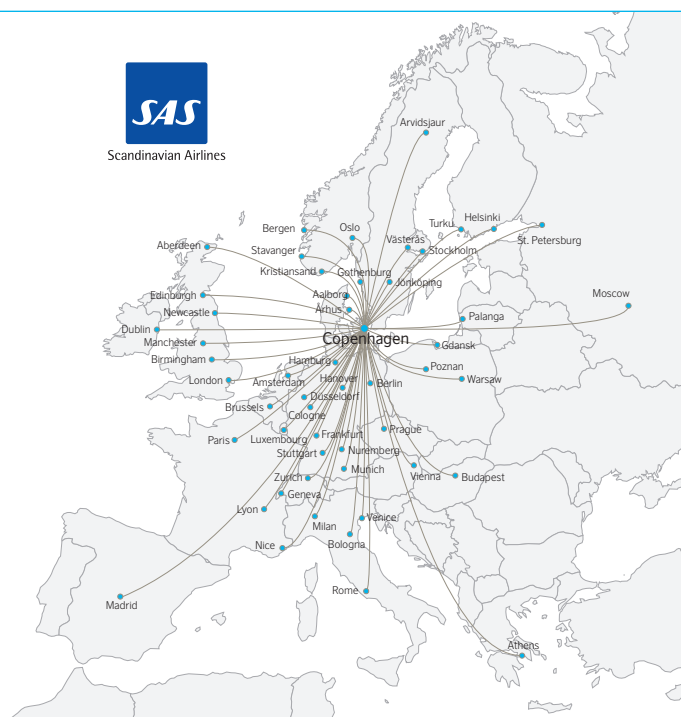 SAS
Scandinavian Airlines
Arvidsjaur
Bergen
Oslo
Turku
Helsinki
Västerås
St. Petersburg
Aberdeen
Stavanger
Stockholm
Kristiansand
Gothenburg
Jönköping
Edinburgh
Aalborg
Moscow
Newcastle
Århus
Palanga
Dublin
Copenhagen
Manchester
Gdansk
Birmingham
Hamburg
Poznan
London
Amsterdam
Hanover
Berlin
Warsaw
Düsseldorf
Brussels
Cologne
Paris
Luxembourg
Frankfurt
Prague
Stuttgart
Nuremberg
Munich
Zurich
Vienna
Budapest
Geneva
Lyon
Milan
Venice
Nice
Bologna
Rome
Madrid
Athens